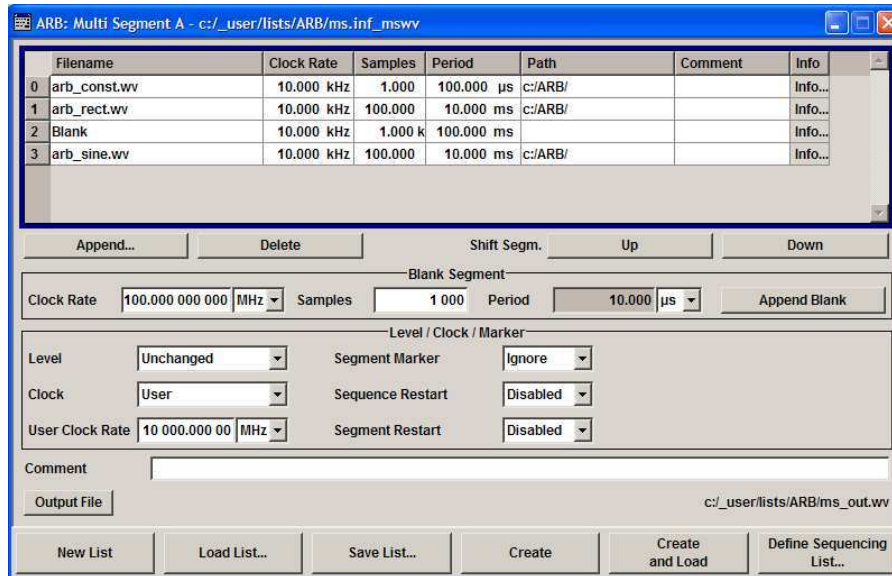 ARB: Multi Segment A - c:/_user/lists/ARB/ms.inf_mswv
Filename Clock Rate Samples Period Path Comment Info
0 arb_const.wv 10.000 kHz 1.000 100.000 µs c:/ARB/ Info...
1 arb_rect.wv 10.000 kHz 100.000 10.000 ms c:/ARB/ Info...
2 Blank 10.000 kHz 1.000 k 100.000 ms Info...
3 arb_sine.wv 10.000 kHz 100.000 10.000 ms c:/ARB/ Info...
Append... Delete Shift Segm. Up Down
Blank Segment
Clock Rate 100.000 000 000 MHz Samples 1 000 Period 10.000 µs Append Blank
Level / Clock / Marker
Level Unchanged Segment Marker Ignore
Clock User Sequence Restart Disabled
User Clock Rate 10 000.000 00 MHz Segment Restart Disabled
Comment
Output File c:/_user/lists/ARB/ms_out.wv
New List Load List... Save List... Create Create and Load Define Sequencing List...